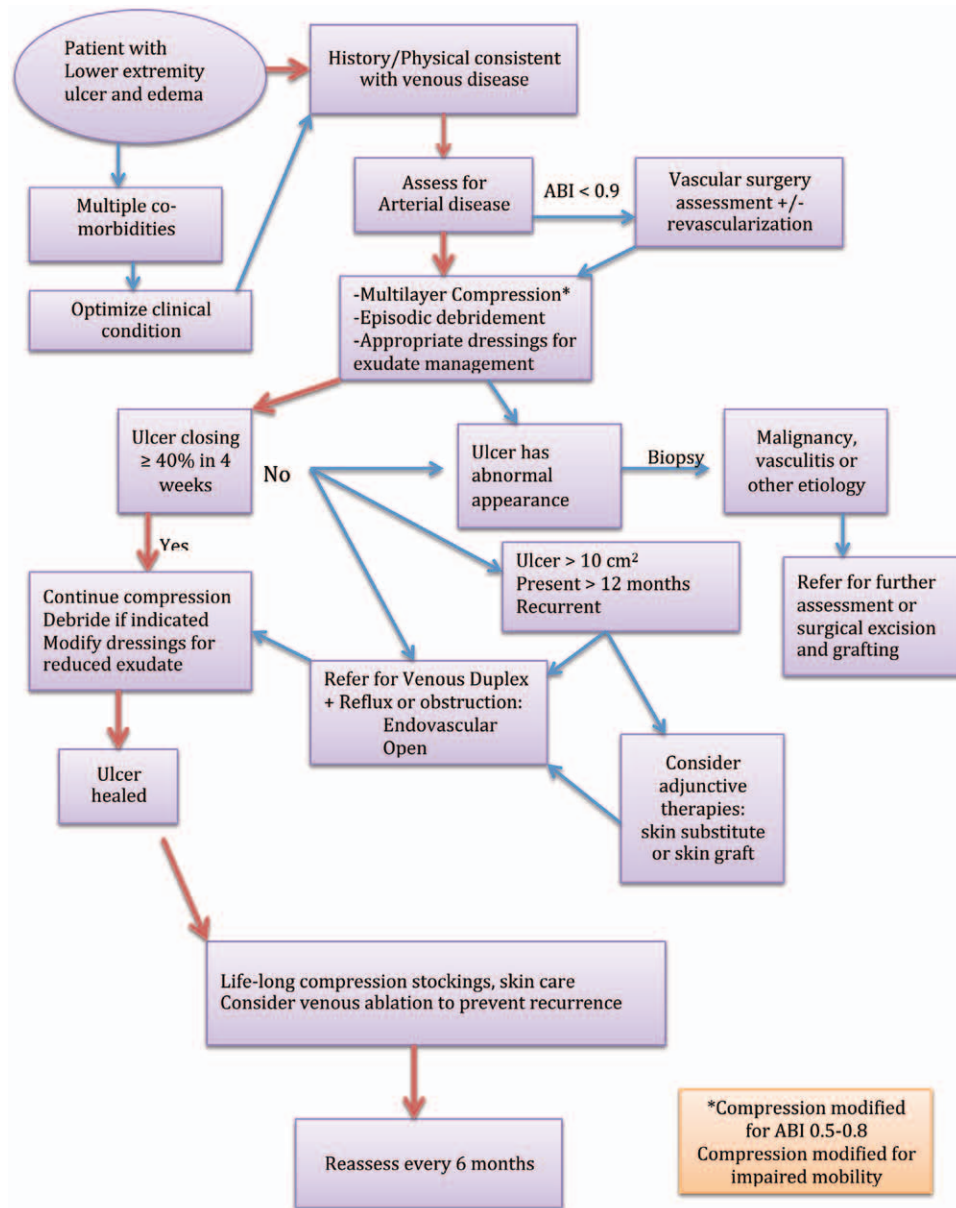 Patient with
Lower extremity
ulcer and edema
History/Physical consistent
with venous disease
Multiple co-
morbidities
Assess for
Arterial disease
ABI < 0.9
Vascular surgery
assessment +/-
revascularization
Optimize clinical
condition
-Multilayer Compression*
-Episodic debridement
-Appropriate dressings for
exudate management
Ulcer closing
≥ 40% in 4
weeks
No
Ulcer has
abnormal
appearance
Biopsy
Malignancy,
vasculitis or
other etiology
Yes
Ulcer > 10 cm²
Present > 12 months
Recurrent
Refer for further
assessment or
surgical excision
and grafting
Continue compression
Debride if indicated
Modify dressings for
reduced exudate
Refer for Venous Duplex
+ Reflux or obstruction:
Endovascular
Open
Ulcer
healed
Consider
adjunctive
therapies:
skin substitute
or skin graft
Life-long compression stockings, skin care
Consider venous ablation to prevent recurrence
Reassess every 6 months
*Compression modified
for ABI 0.5-0.8
Compression modified for
impaired mobility